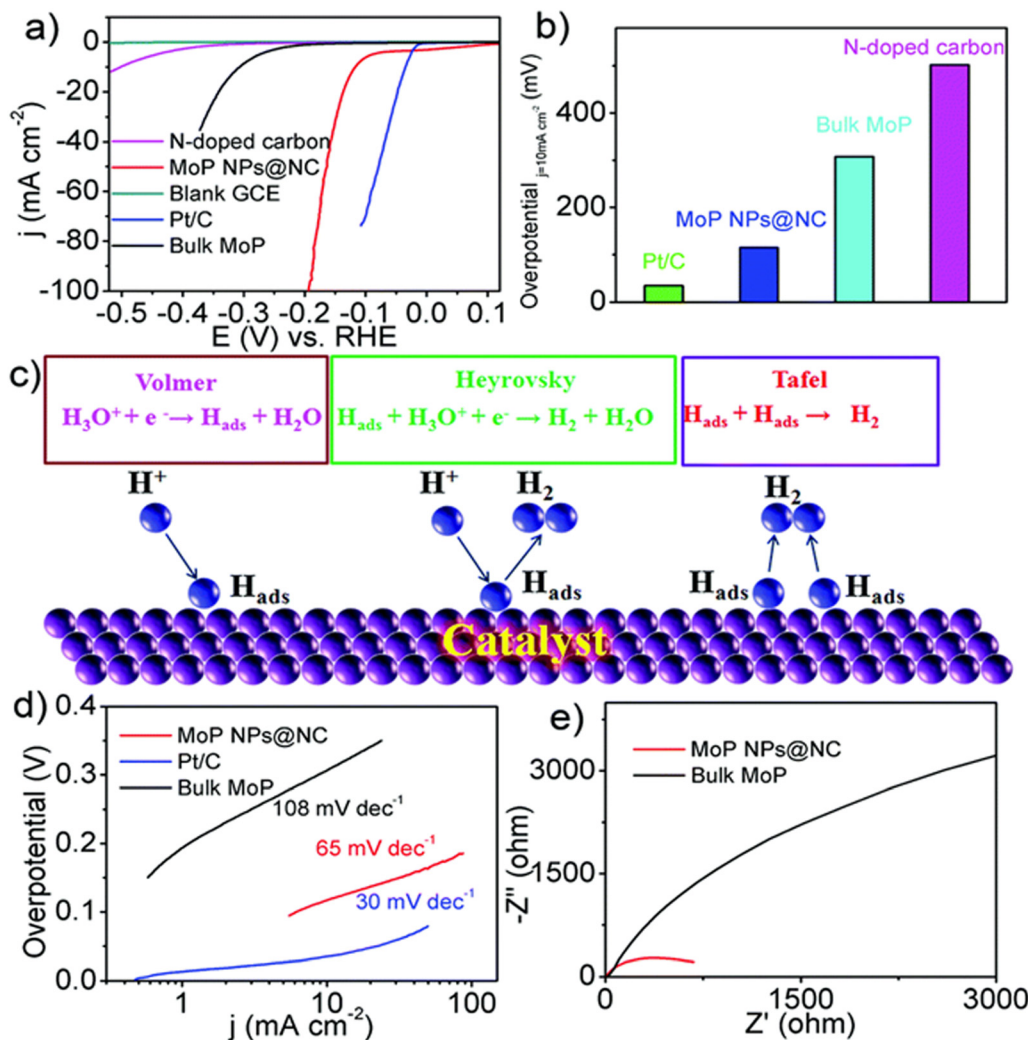 a)
0
-20
-40
-60
-80
-100
j (mA cm⁻²)
N-doped carbon
MoP NPs@NC
Blank GCE
Pt/C
Bulk MoP
-0.5 -0.4 -0.3 -0.2 -0.1 0.0 0.1
E (V) vs. RHE
b)
400
200
0
Overpotential j=10mA cm⁻² (mV)
N-doped carbon
Bulk MoP
MoP NPs@NC
Pt/C
c)
Volmer
H₃O⁺ + e⁻ → Hads + H₂O
Heyrovsky
Hads + H₃O⁺ + e⁻ → H₂ + H₂O
Tafel
Hads + Hads → H₂
H⁺
Hads
H⁺ H₂
Hads
H₂
Hads Hads
Catalyst
d)
0.4
0.3
0.2
0.1
0.0
Overpotential (V)
MoP NPs@NC
Pt/C
Bulk MoP
108 mV dec⁻¹
65 mV dec⁻¹
30 mV dec⁻¹
1 10 100
j (mA cm⁻²)
e)
3000
1500
0
-Z" (ohm)
MoP NPs@NC
Bulk MoP
0 1500 3000
Z' (ohm)